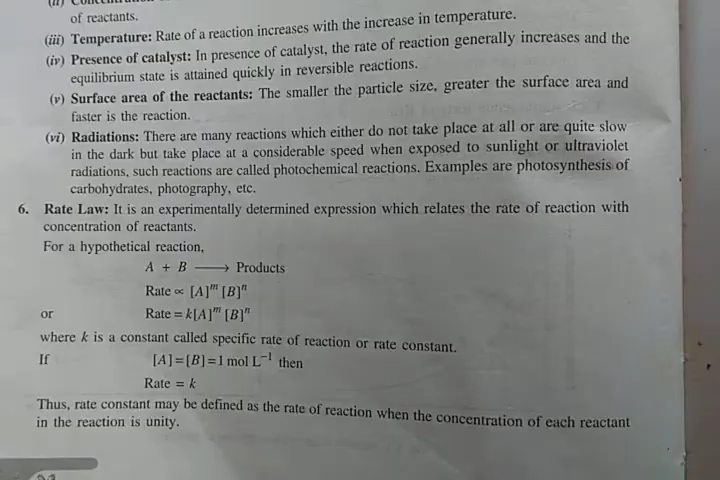 of reactants.
(iii) Temperature: Rate of a reaction increases with the increase in temperature.
(iv) Presence of catalyst: In presence of catalyst, the rate of reaction generally increases and the
equilibrium state is attained quickly in reversible reactions.
(v) Surface area of the reactants: The smaller the particle size, greater the surface area and
faster is the reaction.
(vi) Radiations: There are many reactions which either do not take place at all or are quite slow
in the dark but take place at a considerable speed when exposed to sunlight or ultraviolet
radiations, such reactions are called photochemical reactions. Examples are photosynthesis of
carbohydrates, photography, etc.
6. Rate Law: It is an experimentally determined expression which relates the rate of reaction with
concentration of reactants.
For a hypothetical reaction,
A + B ⟶ Products
Rate ∝ [A]ᵐ [B]ⁿ
or Rate = k[A]ᵐ [B]ⁿ
where k is a constant called specific rate of reaction or rate constant.
If [A] = [B] = 1 mol L⁻¹ then
Rate = k
Thus, rate constant may be defined as the rate of reaction when the concentration of each reactant
in the reaction is unity.